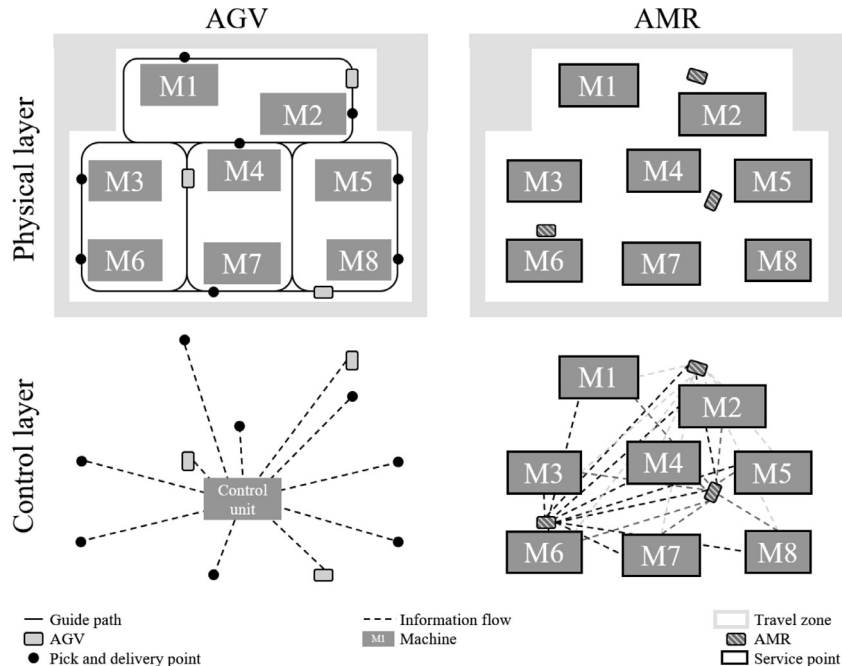 AGV
AMR
Physical layer
M1
M2
M3
M4
M5
M6
M7
M8
M1
M2
M3
M4
M5
M6
M7
M8
Control layer
Control
unit
M1
M2
M3
M4
M5
M6
M7
M8
Guide path
Information flow
Travel zone
AGV
M1 Machine
AMR
Pick and delivery point
Service point